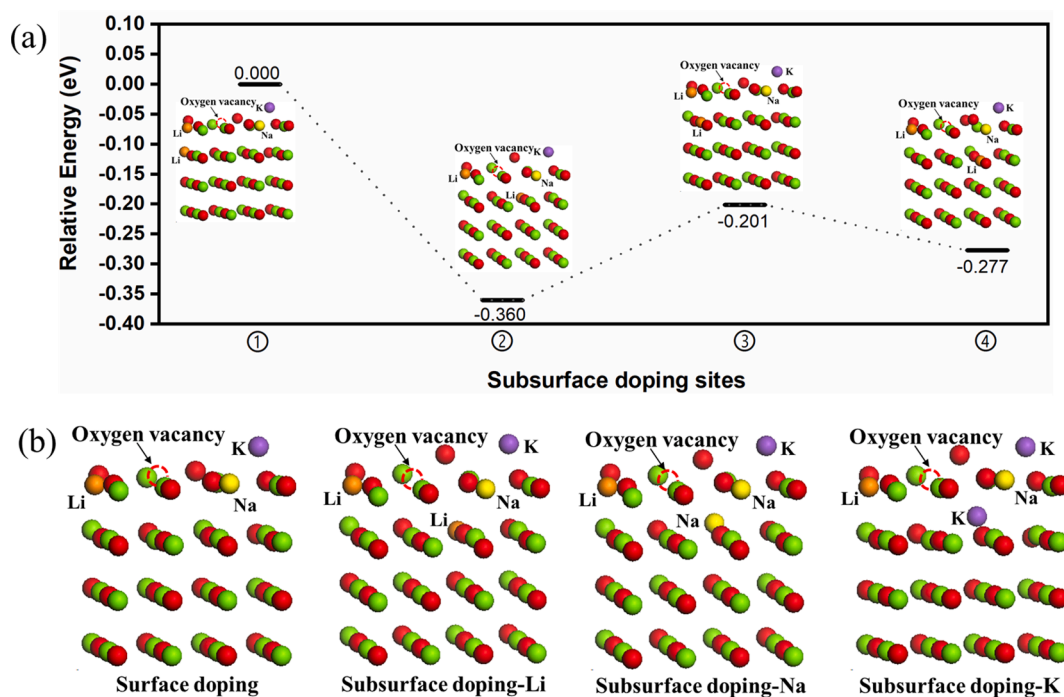 (a)
Relative Energy (eV)
0.10
0.05
0.00
-0.05
-0.10
-0.15
-0.20
-0.25
-0.30
-0.35
-0.40
0.000
Oxygen vacancy
K
Li
Na
Li
-0.360
Oxygen vacancy
K
Li
Na
Li
-0.201
Oxygen vacancy
K
Li
Na
Li
-0.277
Oxygen vacancy
K
Li
Na
Li
① ② ③ ④
Subsurface doping sites
(b)
Oxygen vacancy
K
Li
Na
Surface doping
Oxygen vacancy
K
Li
Na
Li
Subsurface doping-Li
Oxygen vacancy
K
Li
Na
Na
Subsurface doping-Na
Oxygen vacancy
K
Li
Na
K
Subsurface doping-K